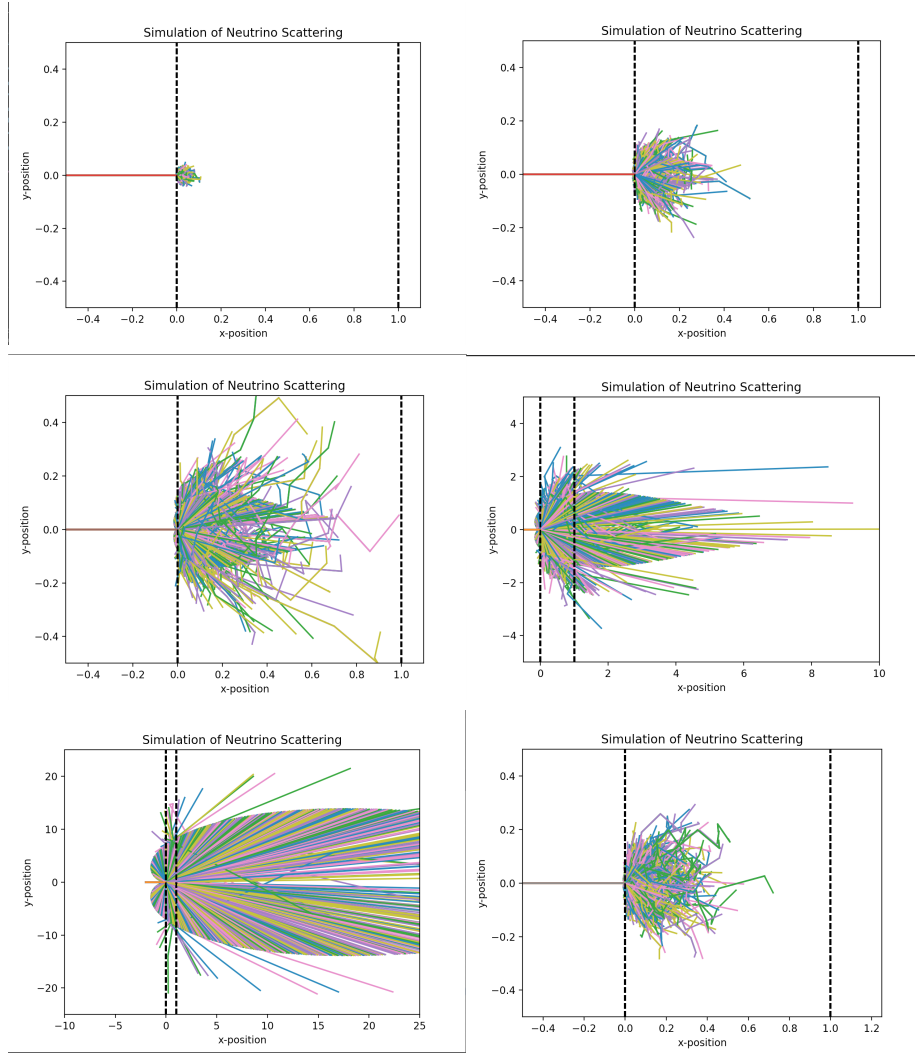 Simulation of Neutrino Scattering
0.4
0.2
0.0
−0.2
−0.4
y-position
−0.4 −0.2 0.0 0.2 0.4 0.6 0.8 1.0
x-position
Simulation of Neutrino Scattering
0.4
0.2
0.0
−0.2
−0.4
y-position
−0.4 −0.2 0.0 0.2 0.4 0.6 0.8 1.0
x-position
Simulation of Neutrino Scattering
0.4
0.2
0.0
−0.2
−0.4
y-position
−0.4 −0.2 0.0 0.2 0.4 0.6 0.8 1.0
x-position
Simulation of Neutrino Scattering
4
2
0
−2
−4
y-position
0 2 4 6 8 10
x-position
Simulation of Neutrino Scattering
20
10
0
−10
−20
y-position
−10 −5 0 5 10 15 20 25
x-position
Simulation of Neutrino Scattering
0.4
0.2
0.0
−0.2
−0.4
y-position
−0.4 −0.2 0.0 0.2 0.4 0.6 0.8 1.0 1.2
x-position